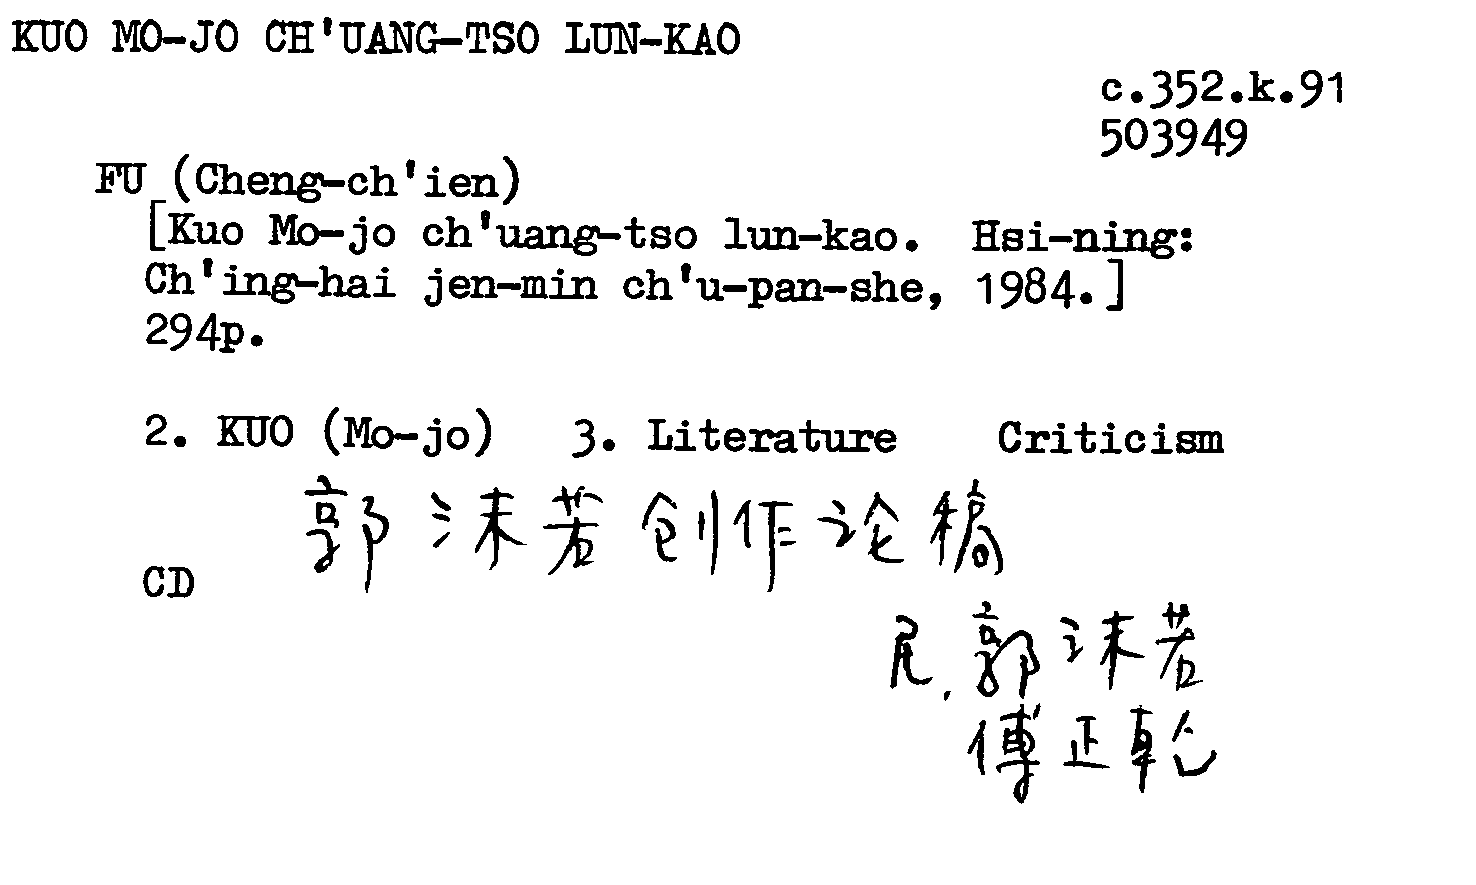 KUO MO-JO CH'UANG-TSO LUN-KAO
c.352.k.91
503949
FU (Cheng-ch'ien)
[Kuo Mo-jo ch'uang-tso lun-kao. Hsi-ning:
Ch'ing-hai jen-min ch'u-pan-she, 1984.]
294p.
2. KUO (Mo-jo) 3. Literature Criticism
郭沫若创作论稿
CD
R. 郭沫若
傅正乾